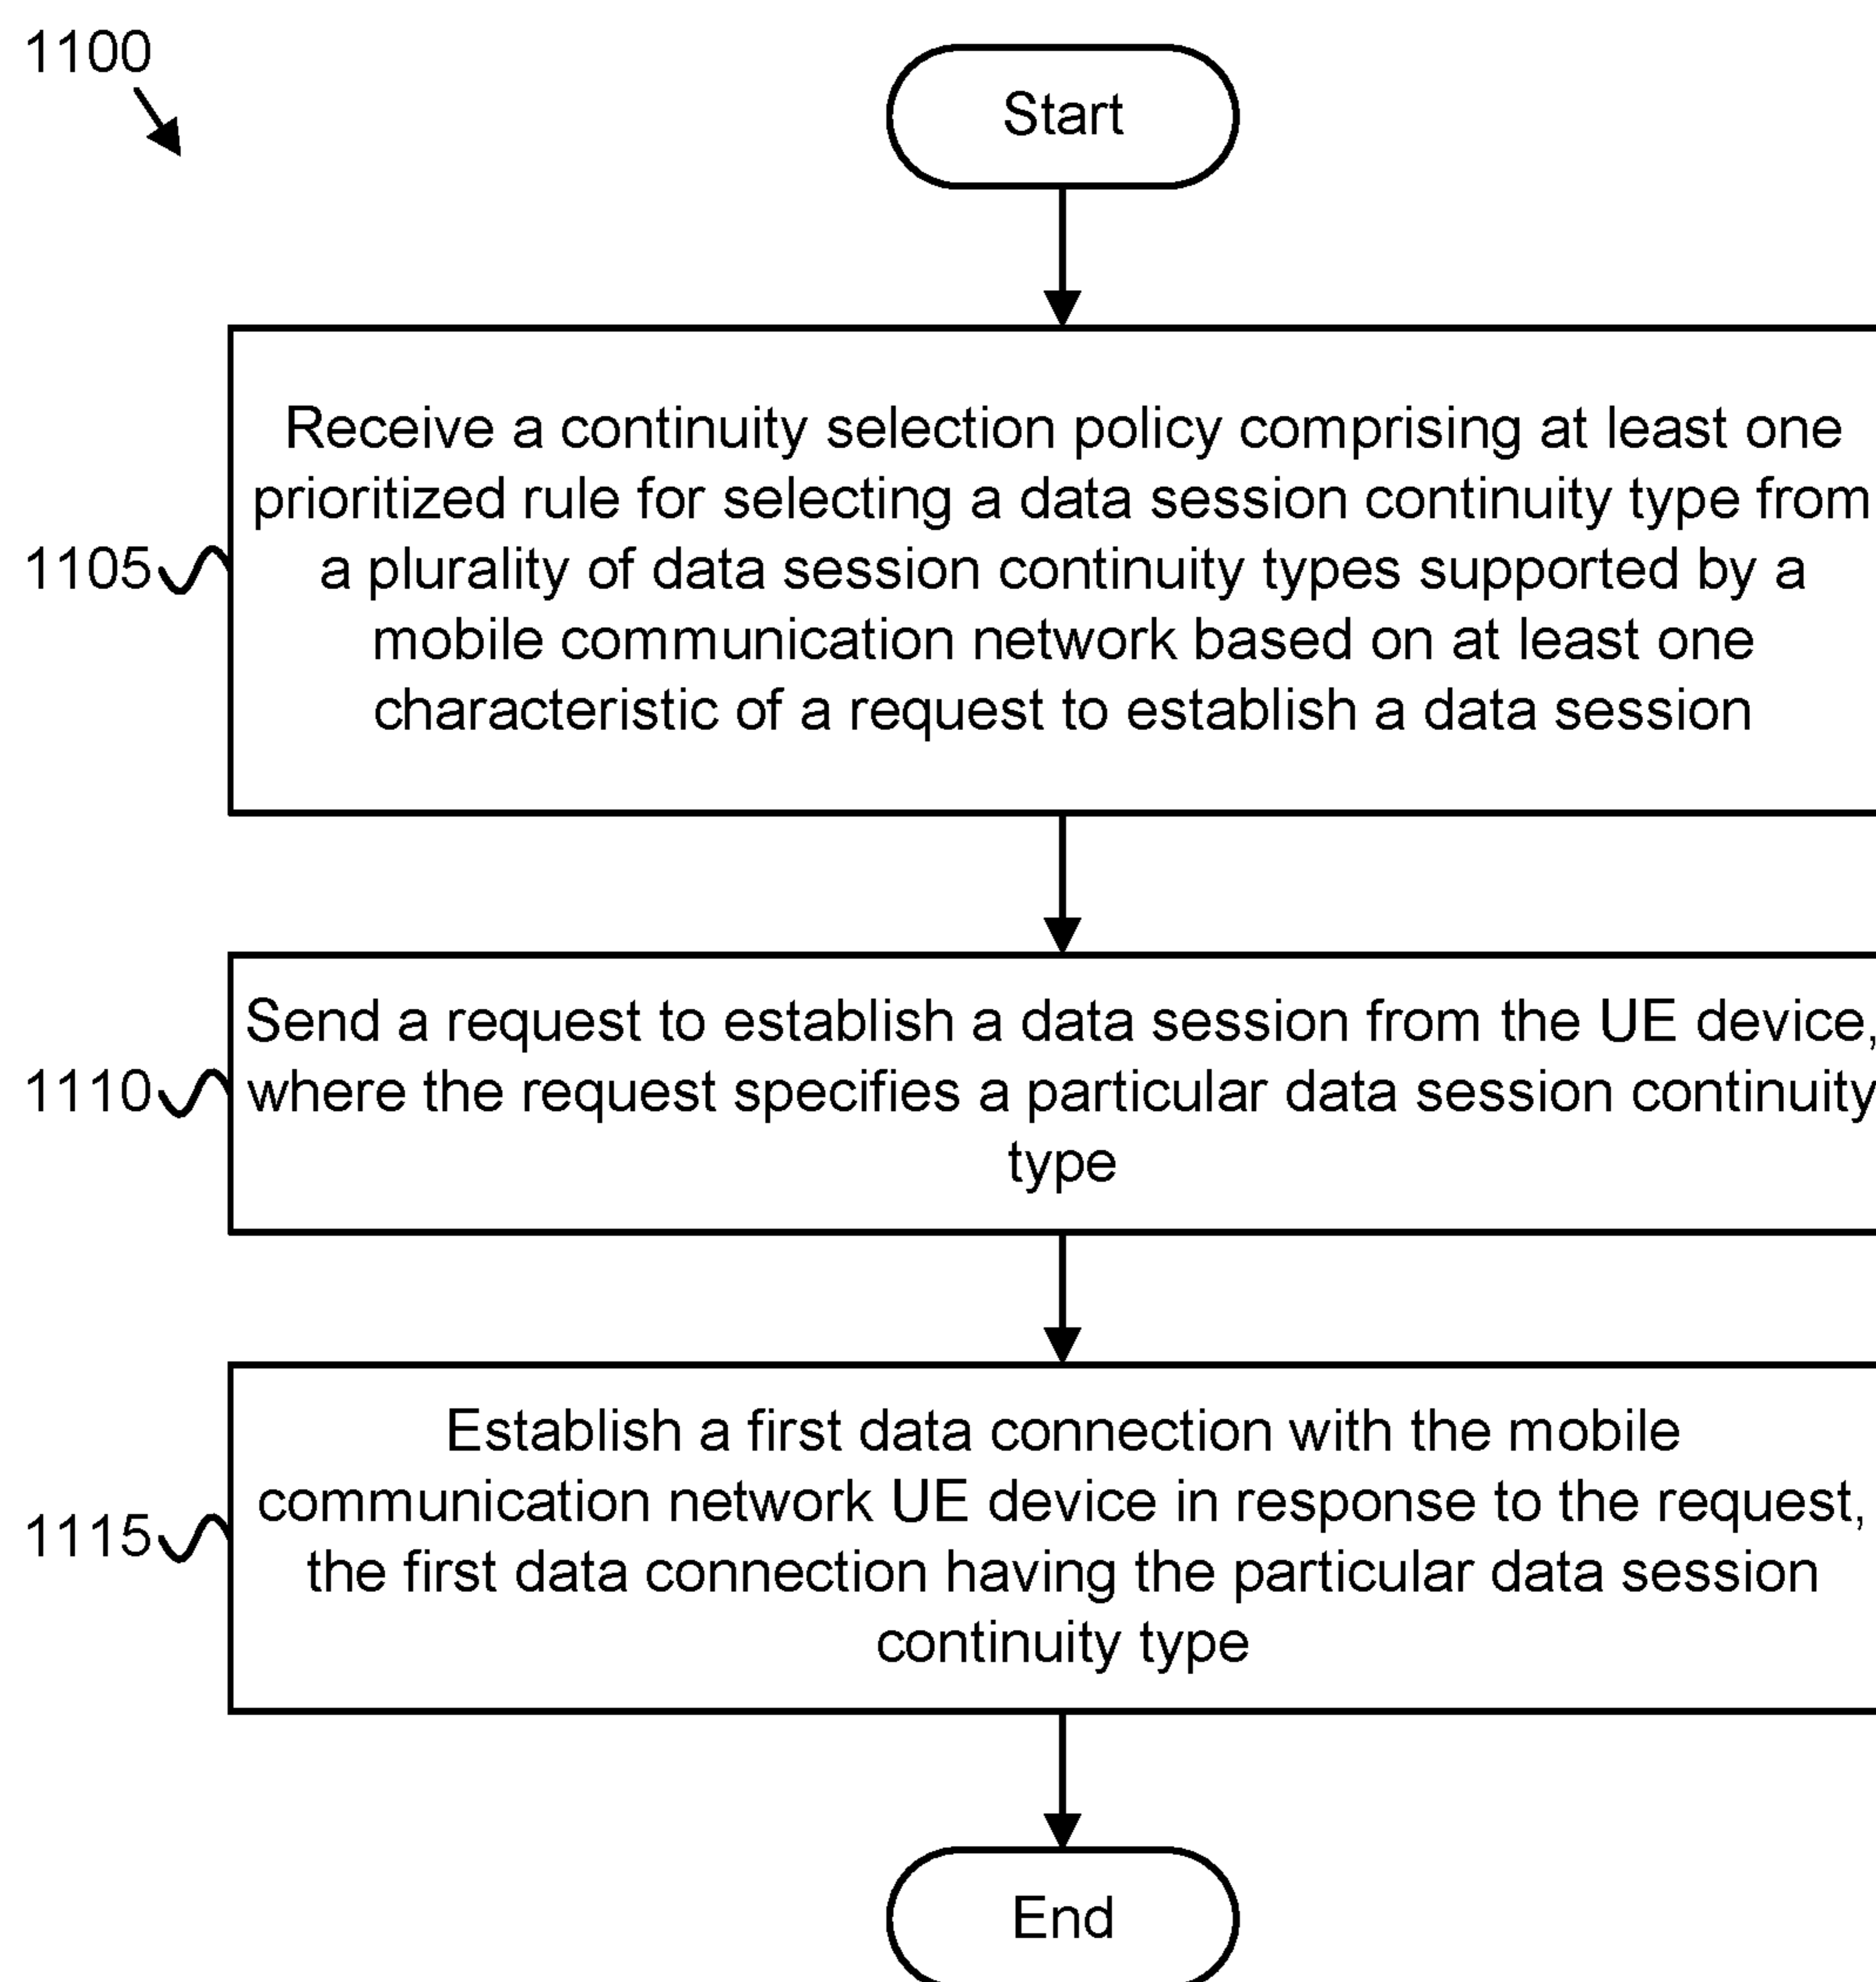 1100
Start
Receive a continuity selection policy comprising at least one
prioritized rule for selecting a data session continuity type from
1105
a plurality of data session continuity types supported by a
mobile communication network based on at least one
characteristic of a request to establish a data session
Send a request to establish a data session from the UE device,
1110
where the request specifies a particular data session continuity
type
Establish a first data connection with the mobile
communication network UE device in response to the request,
1115
the first data connection having the particular data session
continuity type
End